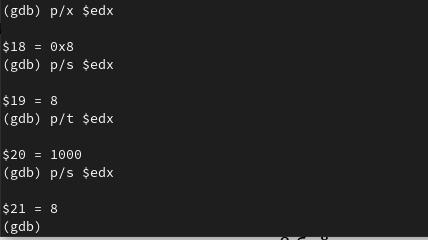 (gdb) p/x $edx
$18 = 0x8
(gdb) p/s $edx
$19 = 8
(gdb) p/t $edx
$20 = 1000
(gdb) p/s $edx
$21 = 8
(gdb)